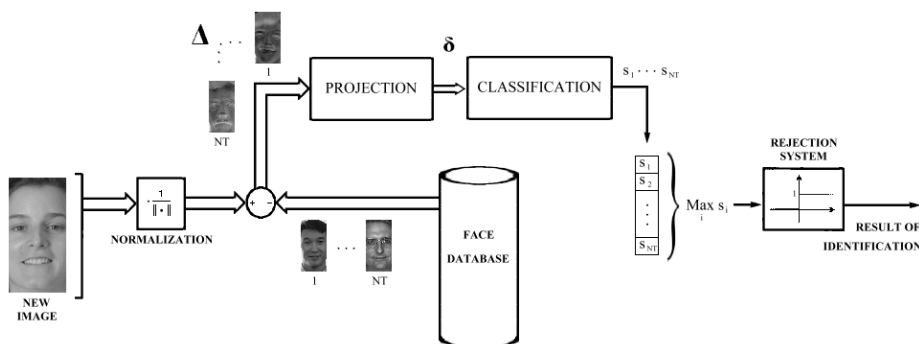 Δ
1
NT
PROJECTION
δ
CLASSIFICATION
s1 · · · sNT
NEW
IMAGE
· 1 / ‖•‖
NORMALIZATION
+ −
1 · · · NT
FACE
DATABASE
s1
s2
sNT
Max si
i
REJECTION
SYSTEM
1
RESULT OF
IDENTIFICATION